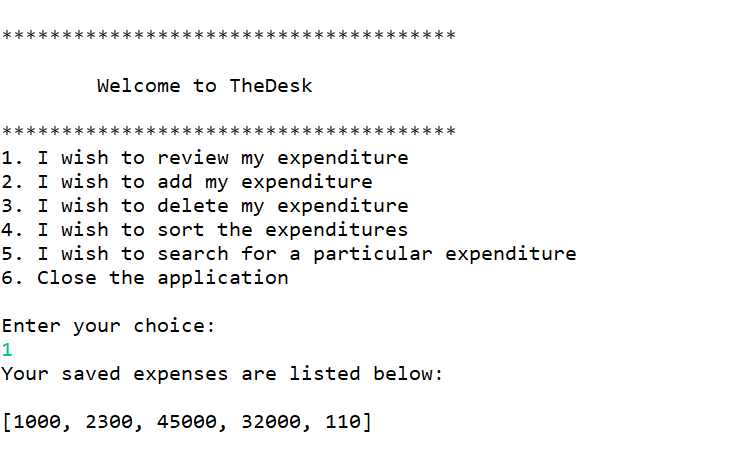 **************************************
Welcome to TheDesk
**************************************
1. I wish to review my expenditure
2. I wish to add my expenditure
3. I wish to delete my expenditure
4. I wish to sort the expenditures
5. I wish to search for a particular expenditure
6. Close the application
Enter your choice:
1
Your saved expenses are listed below:
[1000, 2300, 45000, 32000, 110]